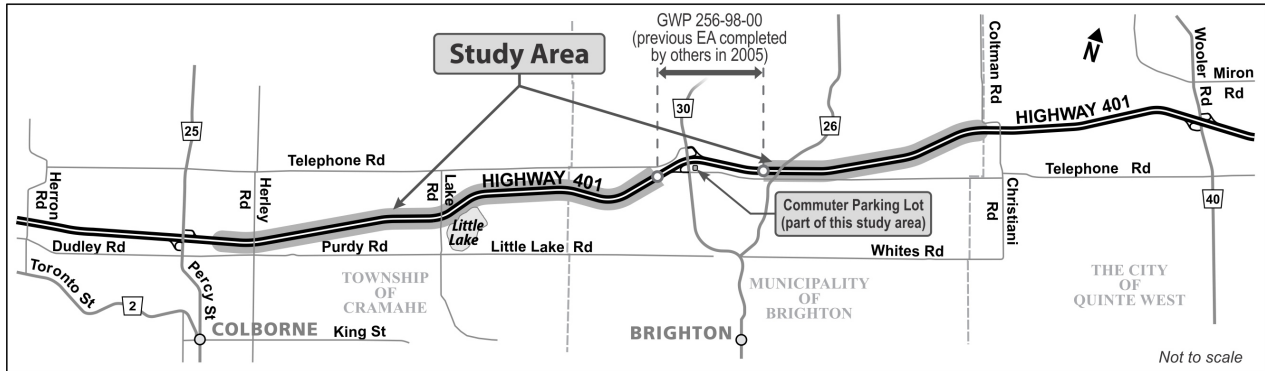 GWP 256-98-00
(previous EA completed
by others in 2005)
Study Area
Coltman Rd
N
Wooler Rd
Miron
Rd
25
30
26
HIGHWAY 401
Telephone Rd
Telephone Rd
Herron
Rd
Herley
Rd
Lake
Rd
HIGHWAY 401
Little
Lake
Commuter Parking Lot
(part of this study area)
Christiani
Rd
40
Dudley Rd
Purdy Rd
Little Lake Rd
Whites Rd
Toronto St
2
Percy St
TOWNSHIP
OF
CRAMAHE
MUNICIPALITY
OF
BRIGHTON
THE CITY
OF
QUINTE WEST
COLBORNE
King St
BRIGHTON
Not to scale